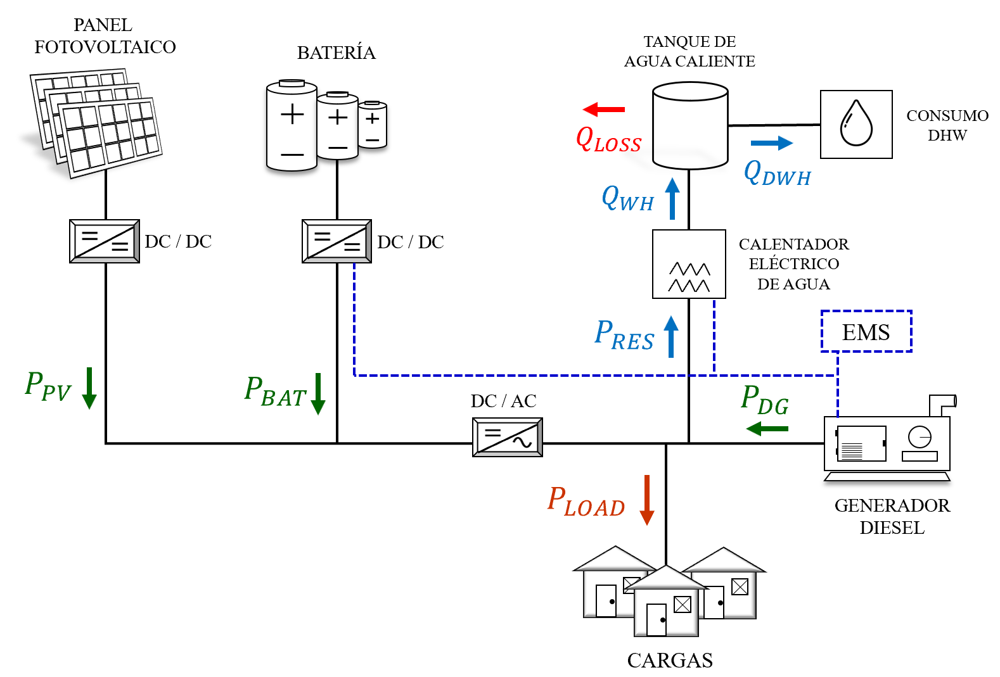 PANEL
FOTOVOLTAICO
BATERÍA
TANQUE DE
AGUA CALIENTE
CONSUMO
DHW
Q_LOSS
Q_DWH
Q_WH
DC / DC
DC / DC
CALENTADOR
ELÉCTRICO
DE AGUA
P_RES
EMS
P_PV
P_BAT
DC / AC
P_DG
P_LOAD
GENERADOR
DIESEL
CARGAS